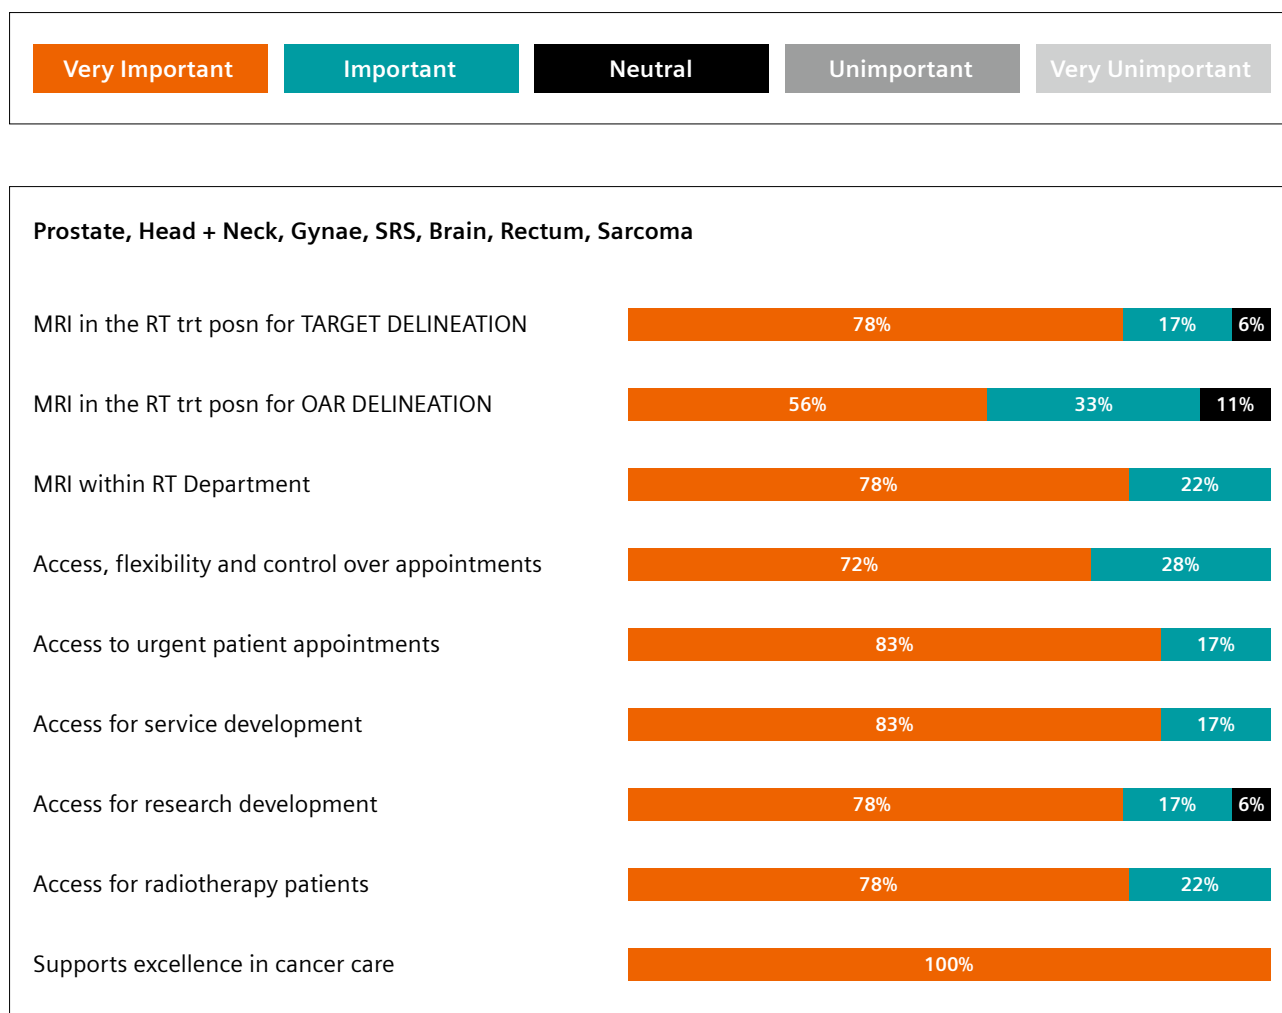 Very Important Important Neutral Unimportant Very Unimportant
Prostate, Head + Neck, Gynae, SRS, Brain, Rectum, Sarcoma
MRI in the RT trt posn for TARGET DELINEATION 78% 17% 6%
MRI in the RT trt posn for OAR DELINEATION 56% 33% 11%
MRI within RT Department 78% 22%
Access, flexibility and control over appointments 72% 28%
Access to urgent patient appointments 83% 17%
Access for service development 83% 17%
Access for research development 78% 17% 6%
Access for radiotherapy patients 78% 22%
Supports excellence in cancer care 100%